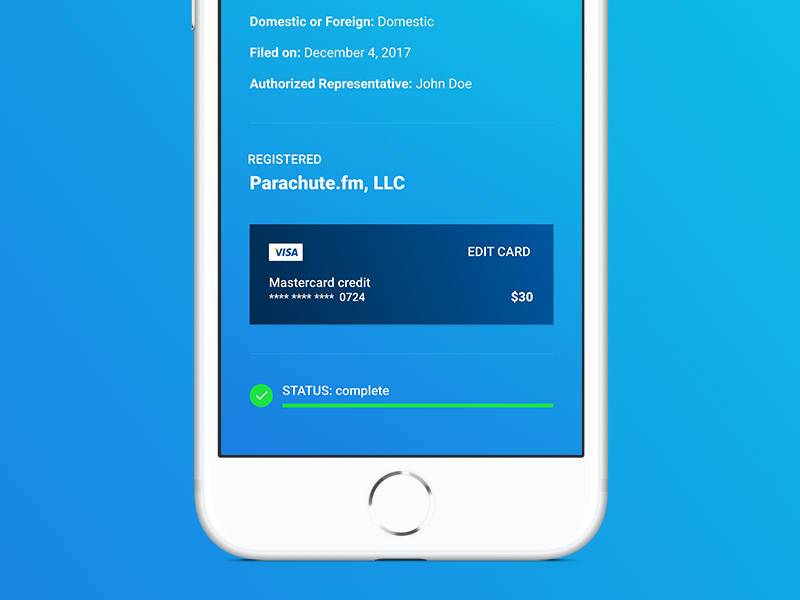 Domestic or Foreign: Domestic
Filed on: December 4, 2017
Authorized Representative: John Doe
REGISTERED
Parachute.fm, LLC
VISA
EDIT CARD
Mastercard credit
**** **** **** 0724
$30
STATUS: complete